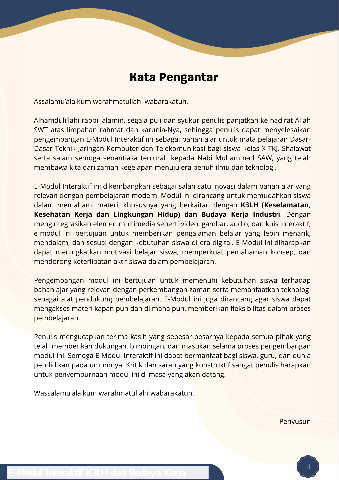 Kata Pengantar
Assalamu'alaikum warahmatullahi wabarakatuh.
Alhamdulillahi rabbil'alamin, segala puji dan syukur penulis panjatkan kehadirat Allah
SWT atas limpahan rahmat dan karunia-Nya, sehingga penulis dapat menyelesaikan
pengembangan E-Modul Interaktif ini sebagai bahan ajar untuk mata pelajaran Dasar-
Dasar Teknik Jaringan Komputer dan Telekomunikasi bagi siswa kelas X TKJ. Shalawat
serta salam semoga senantiasa tercurah kepada Nabi Muhammad SAW, yang telah
membawa kita dari zaman kegelapan menuju era penuh ilmu dan teknologi.
E-Modul Interaktif ini dikembangkan sebagai salah satu inovasi dalam bahan ajar yang
relevan dengan pembelajaran modern. Modul ini dirancang untuk memudahkan siswa
dalam memahami materi, khususnya yang berkaitan dengan K3LH (Keselamatan,
Kesehatan Kerja dan Lingkungan Hidup) dan Budaya Kerja Industri. Dengan
mengintegrasikan elemen multimedia seperti video, gambar, audio, dan kuis interaktif,
e-modul ini bertujuan untuk memberikan pengalaman belajar yang lebih menarik,
mendalam, dan sesuai dengan kebutuhan siswa di era digital. E-Modul ini diharapkan
dapat meningkatkan motivasi belajar siswa, memperkuat pemahaman konsep, dan
mendorong keterlibatan aktif siswa dalam pembelajaran.
Pengembangan modul ini bertujuan untuk memenuhi kebutuhan siswa terhadap
bahan ajar yang relevan dengan perkembangan zaman serta memanfaatkan teknologi
sebagai alat pendukung pembelajaran. E-Modul ini juga dirancang agar siswa dapat
mengakses materi kapan pun dan di mana pun, memberikan fleksibilitas dalam proses
pembelajaran.
Penulis mengucapkan terima kasih yang sebesar-besarnya kepada semua pihak yang
telah memberikan dukungan, bimbingan, dan masukan selama proses pengembangan
modul ini. Semoga E-Modul Interaktif ini dapat bermanfaat bagi siswa, guru, dan dunia
pendidikan pada umumnya. Kritik dan saran yang konstruktif sangat penulis harapkan
untuk penyempurnaan modul ini di masa yang akan datang.
Wassalamu'alaikum warahmatullahi wabarakatuh.
Penyusun
E-Modul Interaktif K3LH dan Budaya Kerja